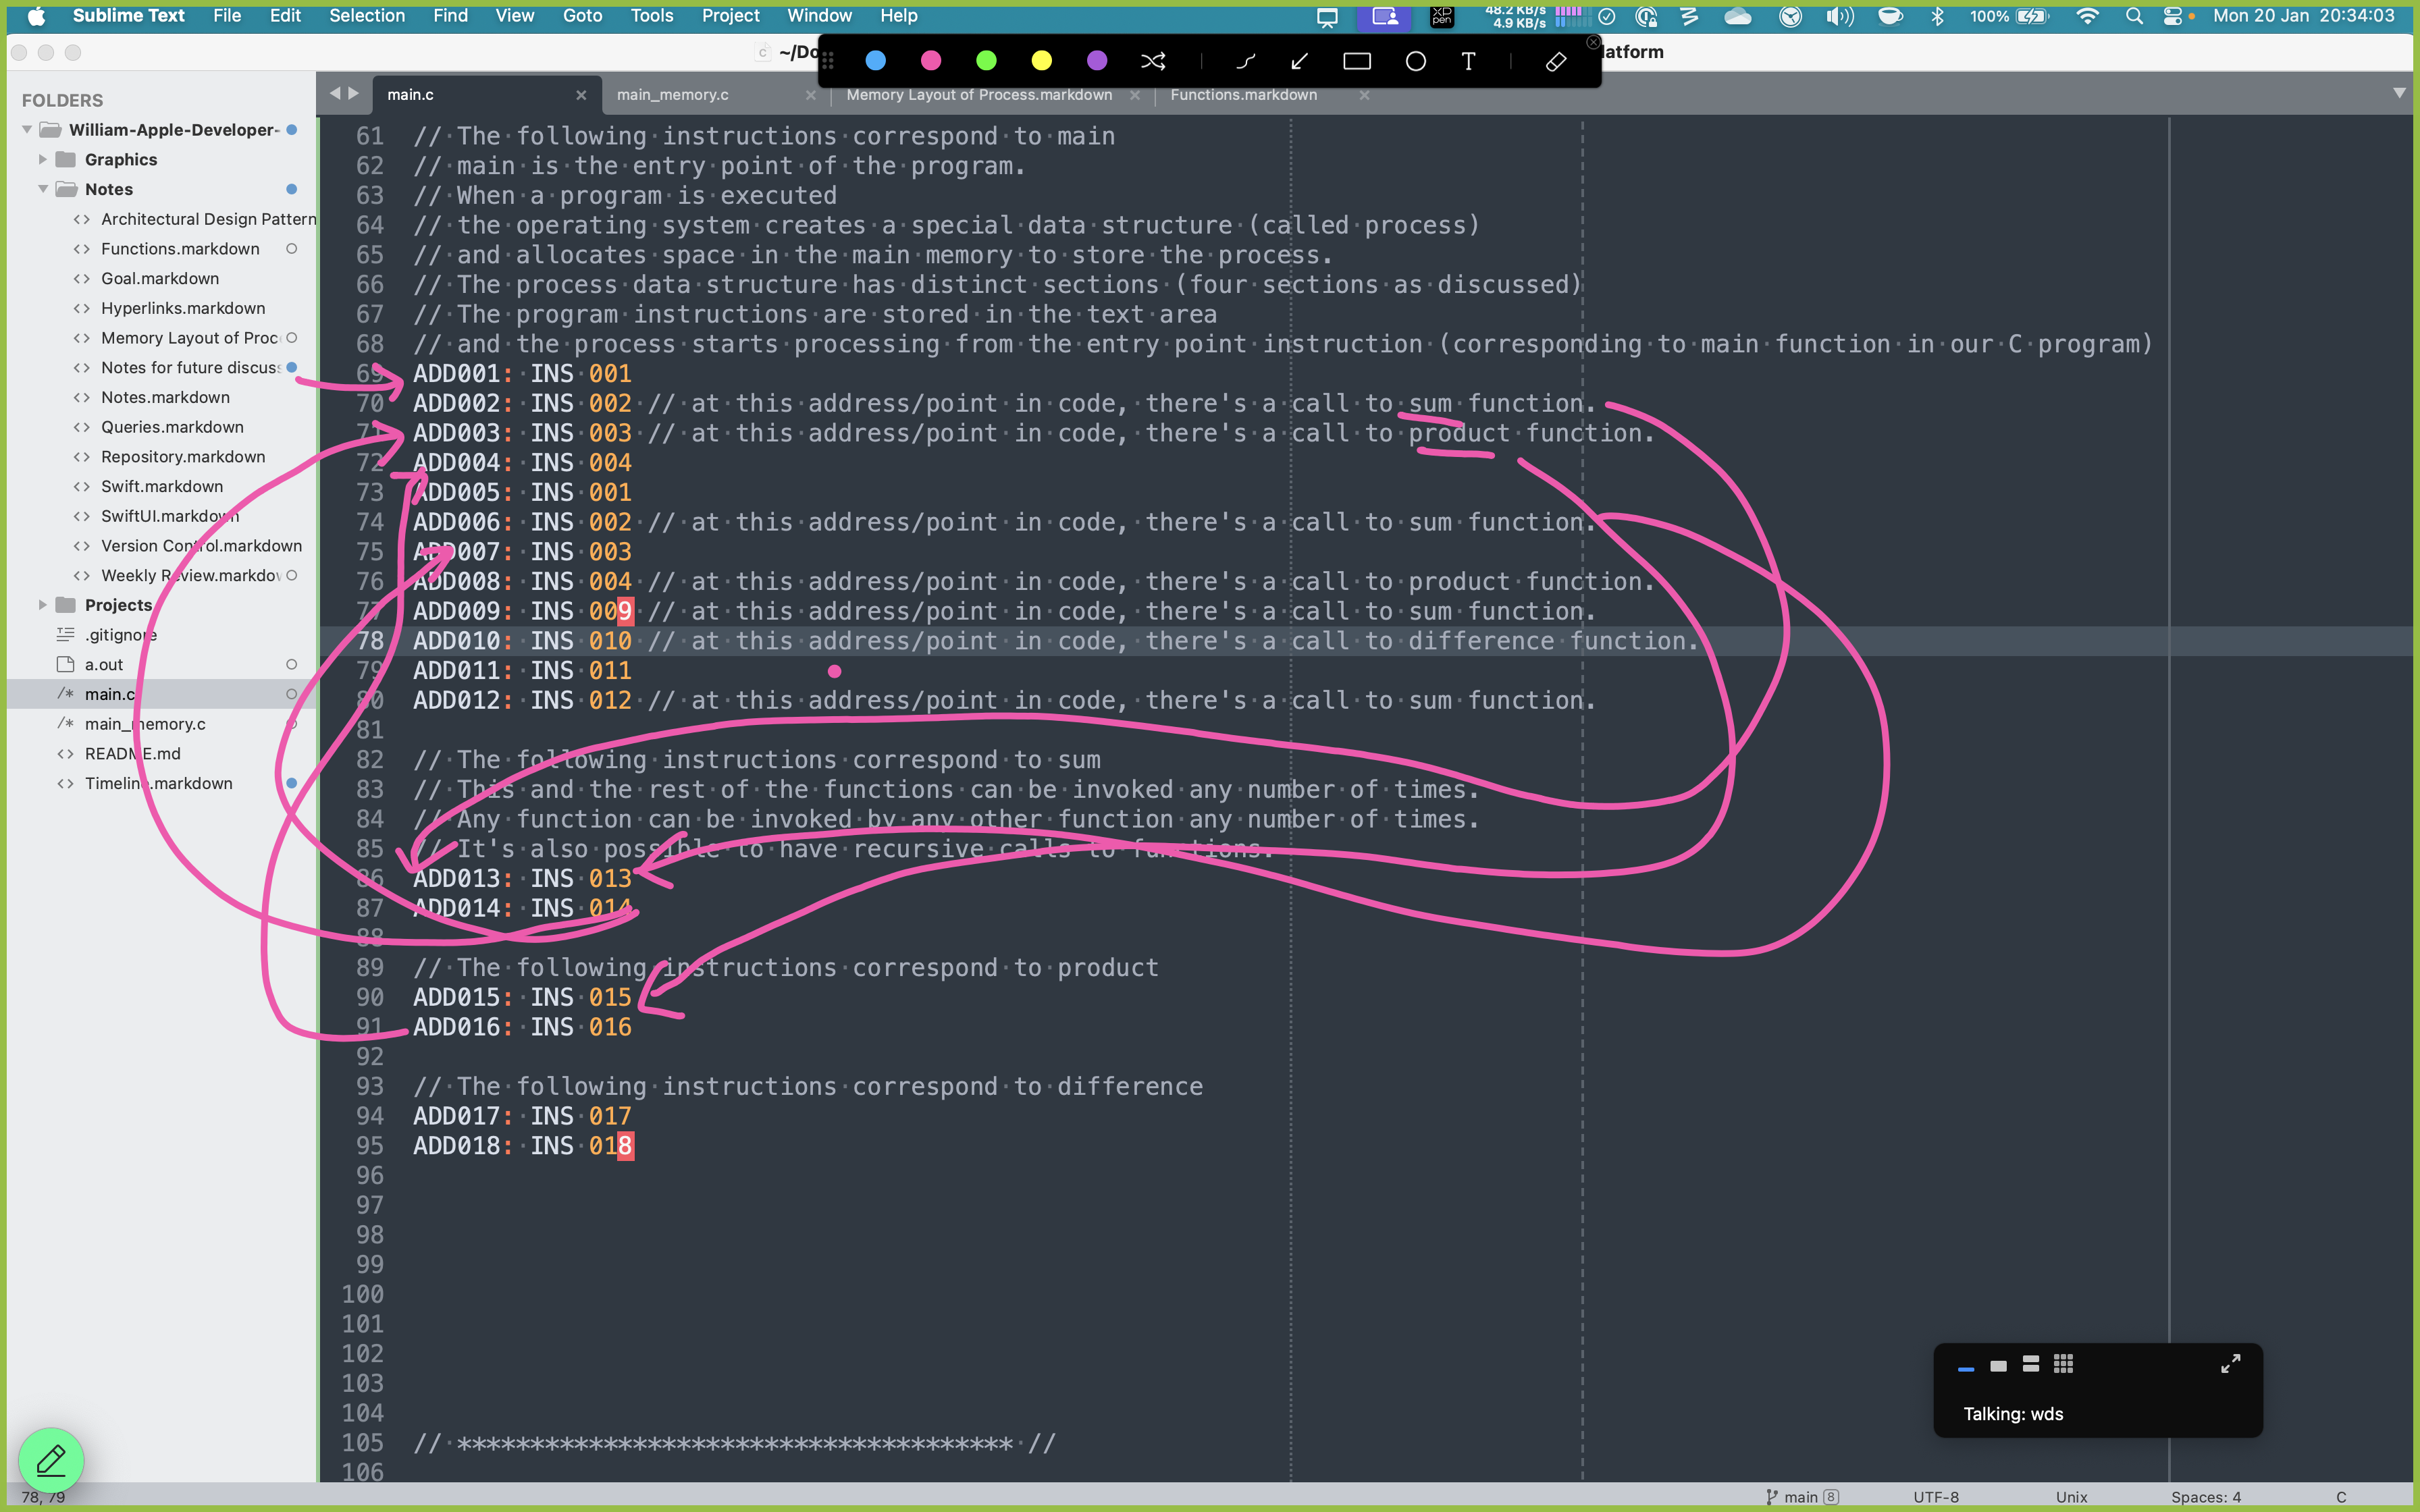 Sublime Text File Edit Selection Find View Goto Tools Project Window Help
48.2 KB/s
4.9 KB/s
100%
Mon 20 Jan 20:34:03
~/Do
latform
T
FOLDERS
William-Apple-Developer-
Graphics
Notes
Architectural Design Pattern
Functions.markdown
Goal.markdown
Hyperlinks.markdown
Memory Layout of Proc
Notes for future discus
Notes.markdown
Queries.markdown
Repository.markdown
Swift.markdown
SwiftUI.markdown
Version Control.markdown
Weekly Review.markdo
Projects
.gitignore
a.out
main.c
main_memory.c
README.md
Timeline.markdown
main.c main_memory.c Memory Layout of Process.markdown Functions.markdown
61 // The following instructions correspond to main
62 // main is the entry point of the program.
63 // When a program is executed
64 // the operating system creates a special data structure (called process)
65 // and allocates space in the main memory to store the process.
66 // The process data structure has distinct sections (four sections as discussed)
67 // The program instructions are stored in the text area
68 // and the process starts processing from the entry point instruction (corresponding to main function in our C program)
69 ADD001: INS 001
70 ADD002: INS 002 // at this address/point in code, there's a call to sum function.
71 ADD003: INS 003 // at this address/point in code, there's a call to product function.
72 ADD004: INS 004
73 ADD005: INS 001
74 ADD006: INS 002 // at this address/point in code, there's a call to sum function.
75 ADD007: INS 003
76 ADD008: INS 004 // at this address/point in code, there's a call to product function.
77 ADD009: INS 009 // at this address/point in code, there's a call to sum function.
78 ADD010: INS 010 // at this address/point in code, there's a call to difference function.
79 ADD011: INS 011
80 ADD012: INS 012 // at this address/point in code, there's a call to sum function.
81
82 // The following instructions correspond to sum
83 // This and the rest of the functions can be invoked any number of times.
84 // Any function can be invoked by any other function any number of times.
85 // It's also possible to have recursive calls to functions.
86 ADD013: INS 013
87 ADD014: INS 014
88
89 // The following instructions correspond to product
90 ADD015: INS 015
91 ADD016: INS 016
92
93 // The following instructions correspond to difference
94 ADD017: INS 017
95 ADD018: INS 018
96
97
98
99
100
101
102
103
104
105 // ************************************** //
106
Talking: wds
78, 79
main 8 UTF-8 Unix Spaces: 4 C